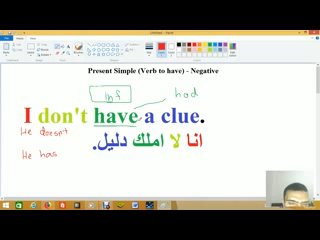 Present Simple (Verb to have) - Negative
inf
had
I don't have a clue.
He doesn't
انا لا املك دليل.
He has